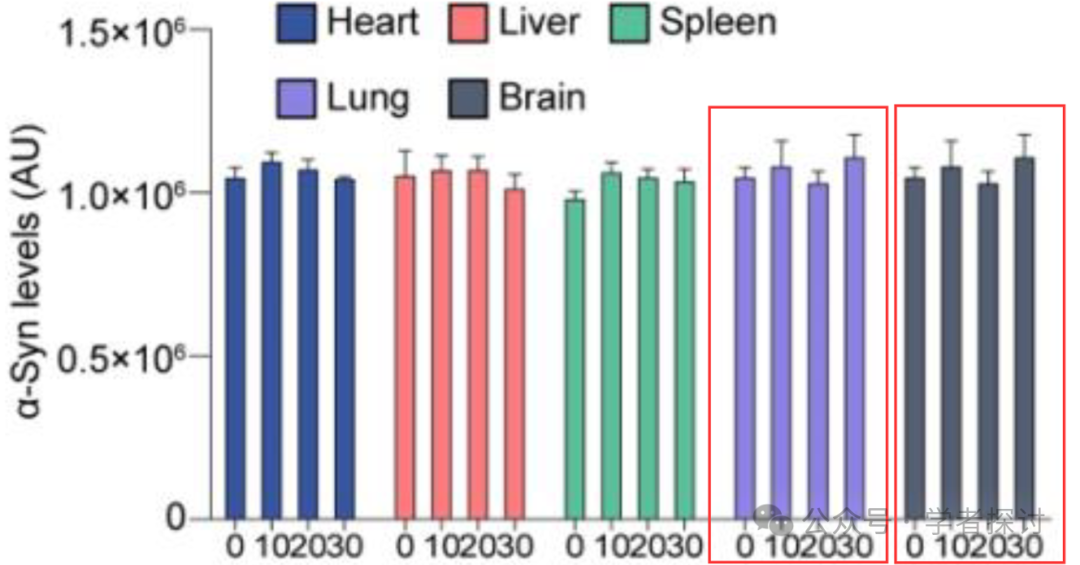 Heart Liver Spleen
Lung Brain
α-Syn levels (AU)
1.5×10⁶
1.0×10⁶
0.5×10⁶
0
0 102030 0 102030 0 102030 0 102030 0 102030
公众号 · 学者探讨